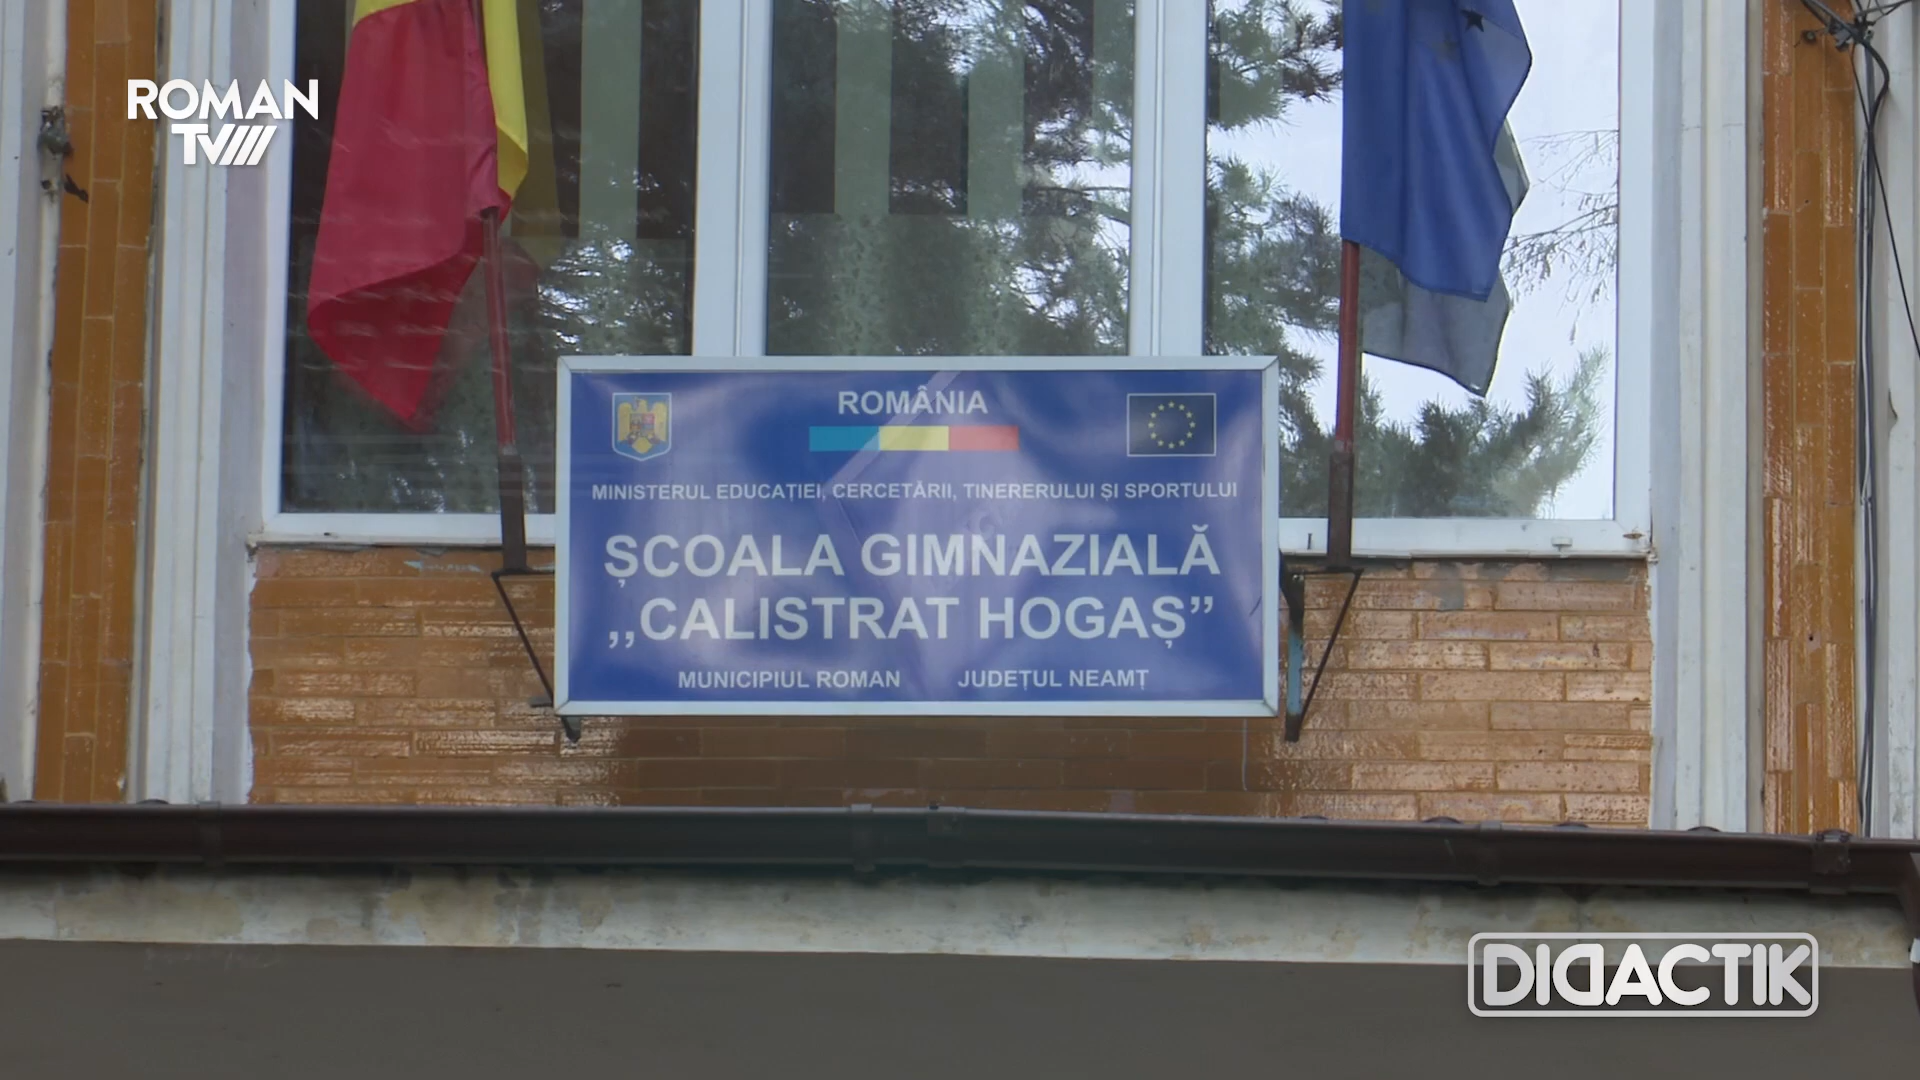 ROMAN
TV
ROMÂNIA
MINISTERUL EDUCAȚIEI, CERCETĂRII, TINERERULUI ȘI SPORTULUI
ȘCOALA GIMNAZIALĂ
,,CALISTRAT HOGAȘ”
MUNICIPIUL ROMAN JUDEȚUL NEAMȚ
DIDACTIK